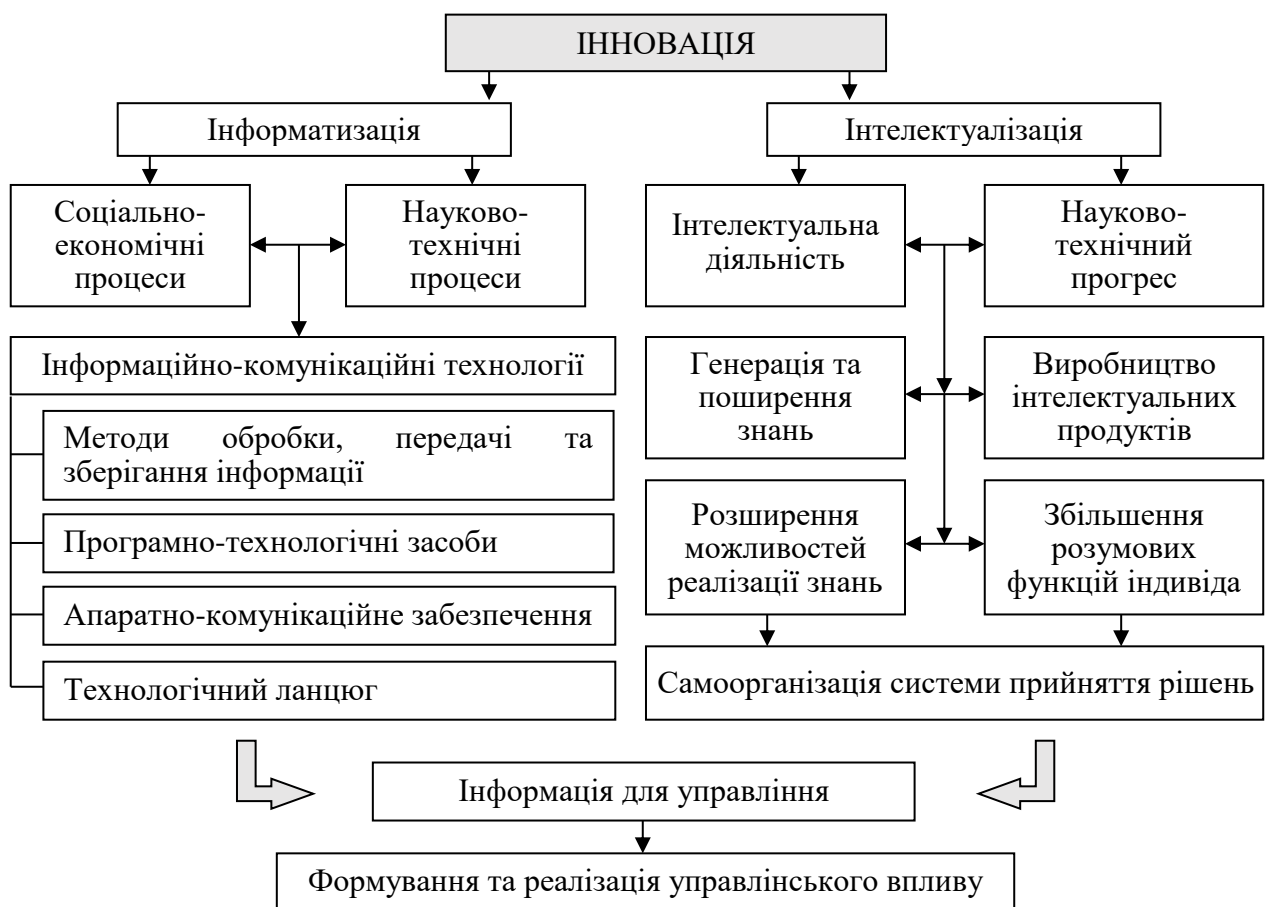 ІННОВАЦІЯ
Інформатизація
Інтелектуалізація
Соціально-
економічні
процеси
Науково-
технічні
процеси
Інтелектуальна
діяльність
Науково-
технічний
прогрес
Інформаційно-комунікаційні технології
Методи обробки, передачі та
зберігання інформації
Програмно-технологічні засоби
Апаратно-комунікаційне забезпечення
Технологічний ланцюг
Генерація та
поширення
знань
Виробництво
інтелектуальних
продуктів
Розширення
можливостей
реалізації знань
Збільшення
розумових
функцій індивіда
Самоорганізація системи прийняття рішень
Інформація для управління
Формування та реалізація управлінського впливу